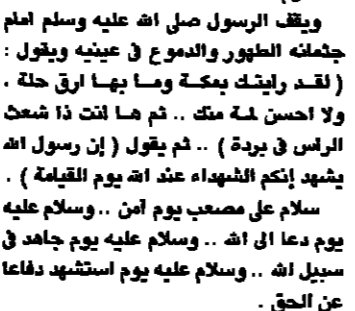 ويقف الرسول صلى الله عليه وسلم امام
جثمانه الطهور والدموع في عينيه ويقول :
( لقد رايتك بمكة وما بها ارق حلة .
ولا احسن لمة منك .. ثم ها انت ذا شعث
الراس في بردة ) .. ثم يقول ( إن رسول الله
يشهد إنكم الشهداء عند الله يوم القيامة ) .
سلام على مصعب يوم آمن .. وسلام عليه
يوم دعا الى الله .. وسلام عليه يوم جاهد في
سبيل الله .. وسلام عليه يوم استشهد دفاعا
عن الحق .